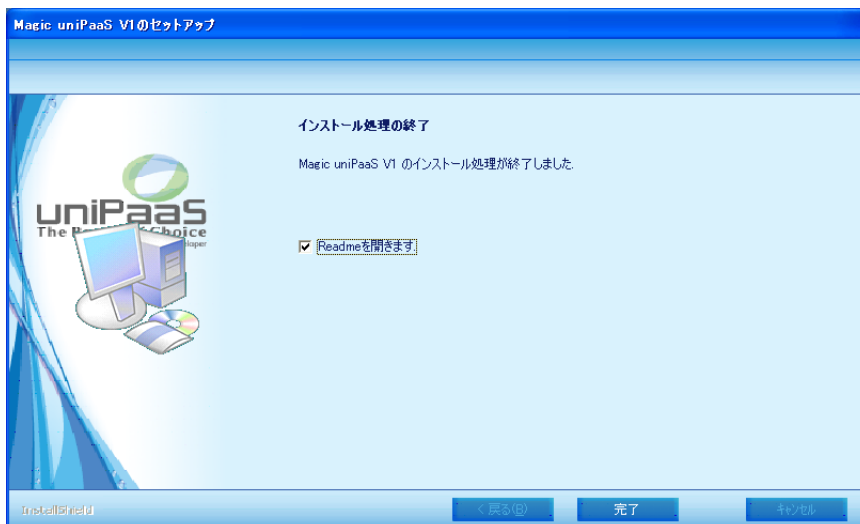 Magic uniPaaS V1のセットアップ
インストール処理の終了
Magic uniPaaS V1 のインストール処理が終了しました.
uniPaaS
The
Choice
Readmeを開きます.
InstallShield
< 戻る(B)
完了
キャンセル